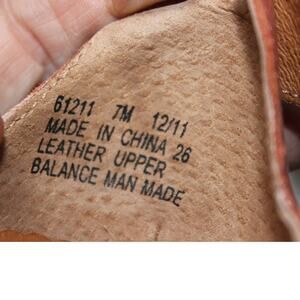 61211 7M 12/11
MADE IN CHINA 26
LEATHER UPPER
BALANCE MAN MADE